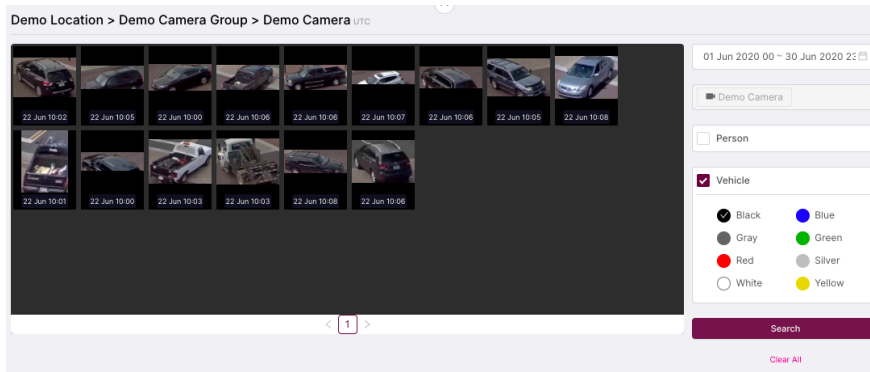 Demo Location > Demo Camera Group > Demo Camera UTC
01 Jun 2020 00 ~ 30 Jun 2020 23
Demo Camera
Person
Vehicle
Black
Blue
Gray
Green
Red
Silver
White
Yellow
Search
Clear All
22 Jun 10:02
22 Jun 10:05
22 Jun 10:00
22 Jun 10:06
22 Jun 10:06
22 Jun 10:07
22 Jun 10:06
22 Jun 10:05
22 Jun 10:08
22 Jun 10:01
22 Jun 10:00
22 Jun 10:03
22 Jun 10:03
22 Jun 10:08
22 Jun 10:06
< 1 >